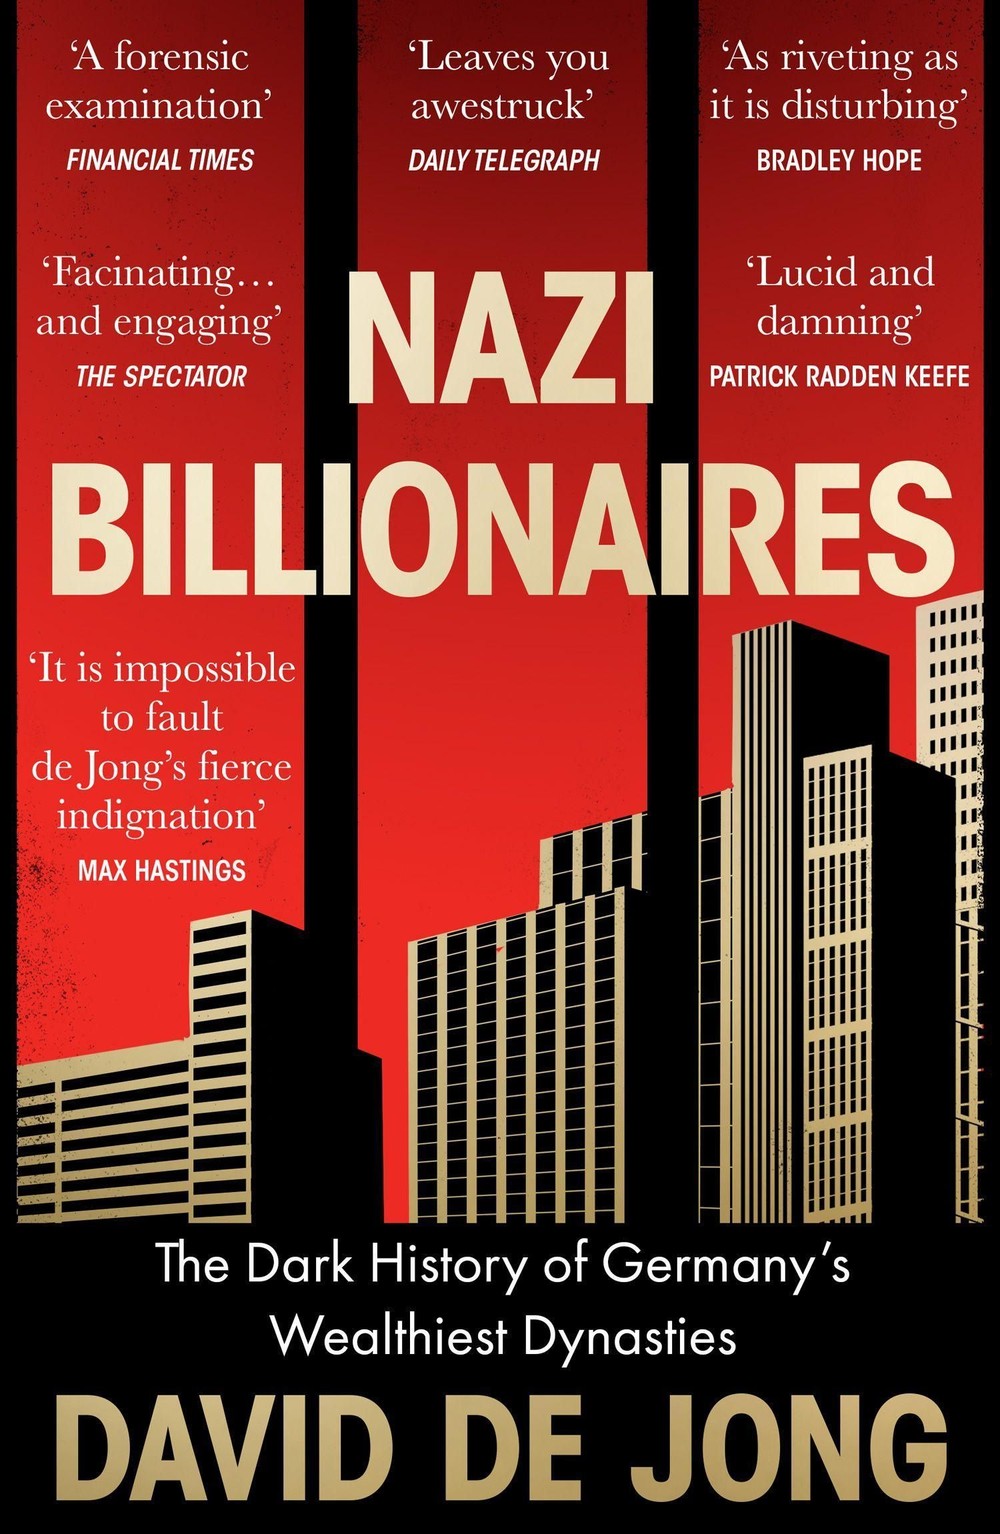 ‘A forensic
examination’
FINANCIAL TIMES
‘Leaves you
awestruck’
DAILY TELEGRAPH
‘As riveting as
it is disturbing’
BRADLEY HOPE
‘Facinating…
and engaging’
THE SPECTATOR
‘Lucid and
damning’
PATRICK RADDEN KEEFE
NAZI
BILLIONAIRES
‘It is impossible
to fault
de Jong’s fierce
indignation’
MAX HASTINGS
The Dark History of Germany’s
Wealthiest Dynasties
DAVID DE JONG